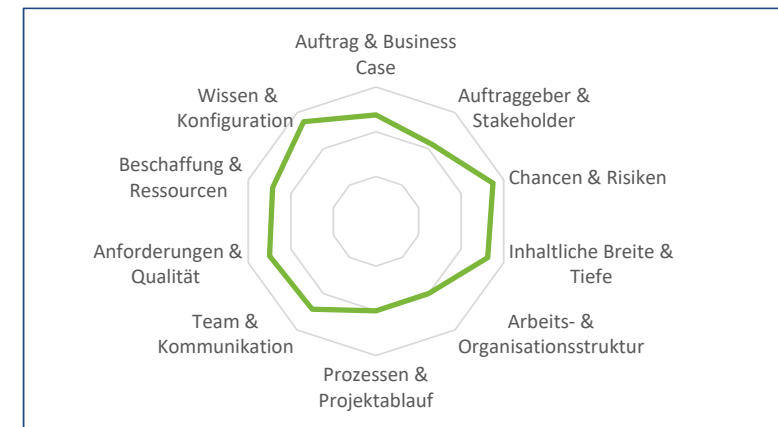 Auftrag & Business
Case
Auftraggeber &
Stakeholder
Chancen & Risiken
Inhaltliche Breite &
Tiefe
Arbeits- &
Organisationsstruktur
Prozessen &
Projektablauf
Team &
Kommunikation
Anforderungen &
Qualität
Beschaffung &
Ressourcen
Wissen &
Konfiguration